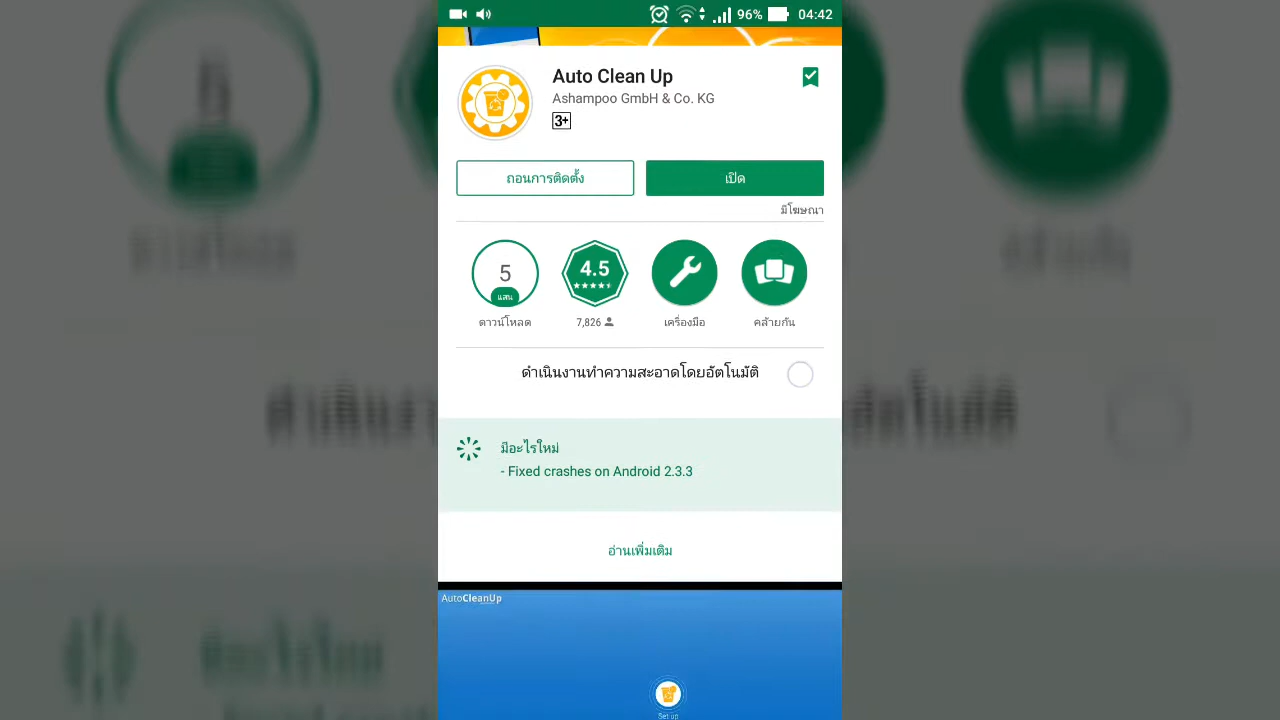 96% 04:42
Auto Clean Up
Ashampoo GmbH & Co. KG
3+
ถอนการติดตั้ง
เปิด
มีโฆษณา
5
แสน
4.5
ดาวน์โหลด
7,826
เครื่องมือ
คล้ายกัน
ดำเนินงานทำความสะอาดโดยอัตโนมัติ
มีอะไรใหม่
- Fixed crashes on Android 2.3.3
อ่านเพิ่มเติม
AutoCleanUp
Set up